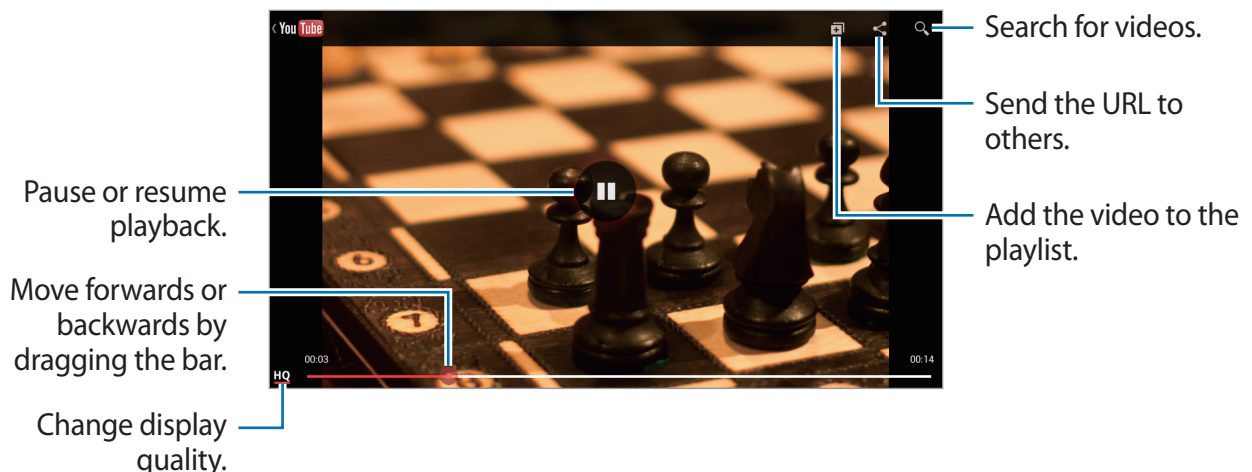 You Tube
Search for videos.
Send the URL to
others.
Add the video to the
playlist.
Pause or resume
playback.
Move forwards or
backwards by
dragging the bar.
00:03
00:14
HQ
Change display
quality.